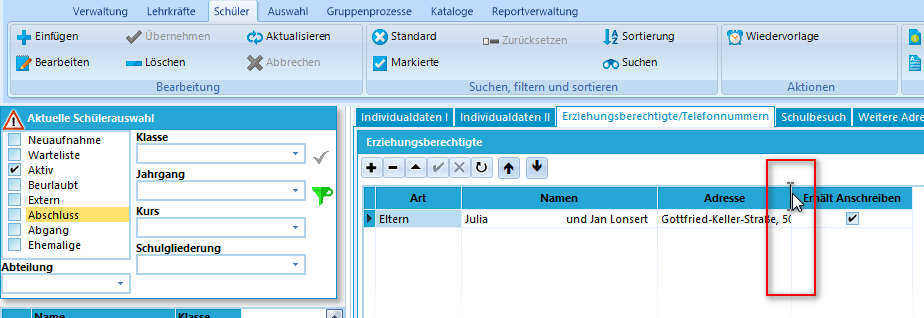 Verwaltung Lehrkräfte Schüler Auswahl Gruppenprozesse Kataloge Reportverwaltung
Einfügen Übernehmen Aktualisieren Standard Zurücksetzen Sortierung Wiedervorlage
Bearbeiten Löschen Abbrechen Markierte Suchen
Bearbeitung Suchen, filtern und sortieren Aktionen
Aktuelle Schülerauswahl
Neuaufnahme
Warteliste
Aktiv
Beurlaubt
Extern
Abschluss
Abgang
Ehemalige
Abteilung
Klasse
Jahrgang
Kurs
Schulgliederung
Name Klasse
Individualdaten I Individualdaten II Erziehungsberechtigte/Telefonnummern Schulbesuch Weitere Adre
Erziehungsberechtigte
Art Namen Adresse Erhält Anschreiben
Eltern Julia und Jan Lonsert Gottfried-Keller-Straße, 50